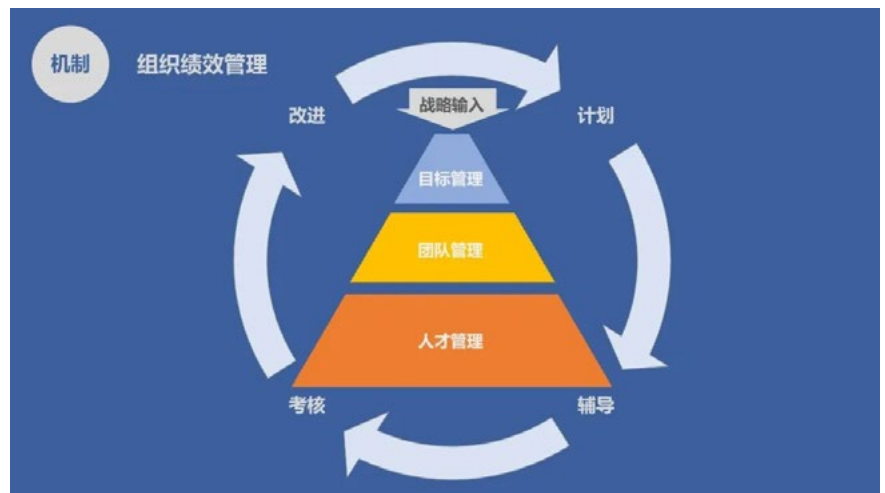 机制
组织绩效管理
改进
战略输入
计划
目标管理
团队管理
人才管理
考核
辅导